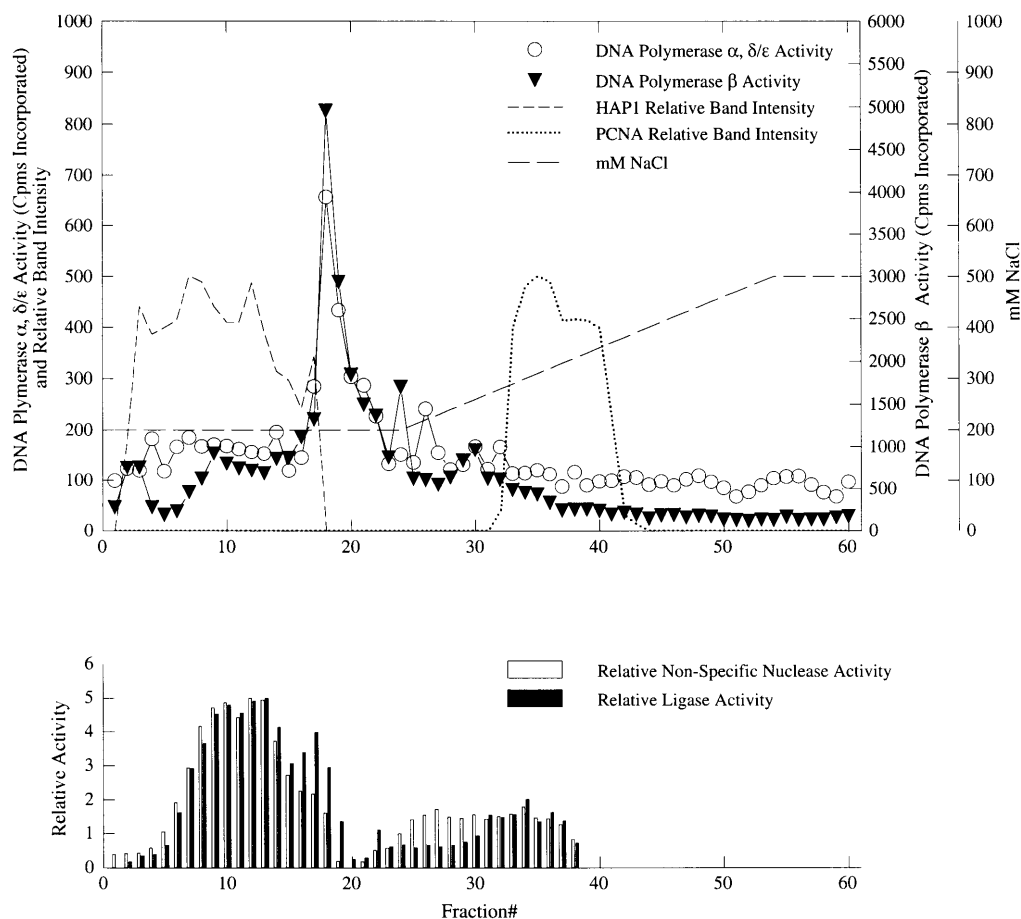 1000
900
800
700
600
500
400
300
200
100
0
DNA Plymerase α, δ/ε Activity (Cpms Incorporated)
and Relative Band Intensity
DNA Polymerase α, δ/ε Activity
DNA Polymerase β Activity
HAP1 Relative Band Intensity
PCNA Relative Band Intensity
mM NaCl
6000
5500
5000
4500
4000
3500
3000
2500
2000
1500
1000
500
0
DNA Polymerase β Activity (Cpms Incorporated)
1000
900
800
700
600
500
400
300
200
100
0
mM NaCl
0 10 20 30 40 50 60
6
5
4
3
2
1
0
Relative Activity
Relative Non-Specific Nuclease Activity
Relative Ligase Activity
0 10 20 30 40 50 60
Fraction#